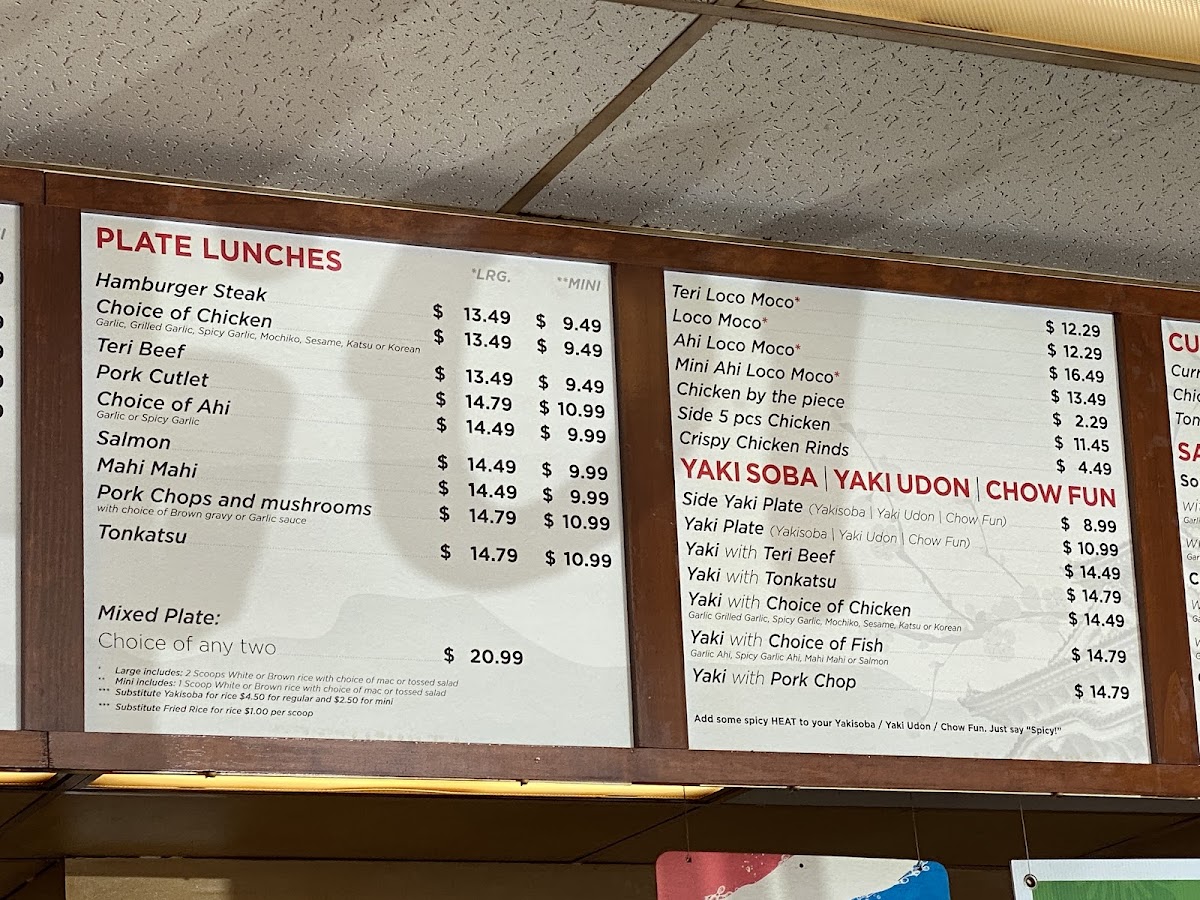 PLATE LUNCHES
*LRG. **MINI
Hamburger Steak $ 13.49 $ 9.49
Choice of Chicken $ 13.49 $ 9.49
Garlic, Grilled Garlic, Spicy Garlic, Mochiko, Sesame, Katsu or Korean
Teri Beef $ 13.49 $ 9.49
Pork Cutlet $ 14.79 $ 10.99
Choice of Ahi $ 14.49 $ 9.99
Garlic or Spicy Garlic
Salmon $ 14.49 $ 9.99
Mahi Mahi $ 14.49 $ 9.99
Pork Chops and mushrooms $ 14.79 $ 10.99
with choice of Brown gravy or Garlic sauce
Tonkatsu $ 14.79 $ 10.99
Mixed Plate:
Choice of any two $ 20.99
* Large includes: 2 Scoops White or Brown rice with choice of mac or tossed salad
** Mini includes: 1 Scoop White or Brown rice with choice of mac or tossed salad
*** Substitute Yakisoba for rice $4.50 for regular and $2.50 for mini
*** Substitute Fried Rice for rice $1.00 per scoop
Teri Loco Moco* $ 12.29
Loco Moco* $ 12.29
Ahi Loco Moco* $ 16.49
Mini Ahi Loco Moco* $ 13.49
Chicken by the piece $ 2.29
Side 5 pcs Chicken $ 11.45
Crispy Chicken Rinds $ 4.49
YAKI SOBA | YAKI UDON | CHOW FUN
Side Yaki Plate (Yakisoba | Yaki Udon | Chow Fun) $ 8.99
Yaki Plate (Yakisoba | Yaki Udon | Chow Fun) $ 10.99
Yaki with Teri Beef $ 14.49
Yaki with Tonkatsu $ 14.79
Yaki with Choice of Chicken $ 14.49
Garlic Grilled Garlic, Spicy Garlic, Mochiko, Sesame, Katsu or Korean
Yaki with Choice of Fish $ 14.79
Garlic Ahi, Spicy Garlic Ahi, Mahi Mahi or Salmon
Yaki with Pork Chop $ 14.79
Add some spicy HEAT to your Yakisoba / Yaki Udon / Chow Fun. Just say "Spicy!"